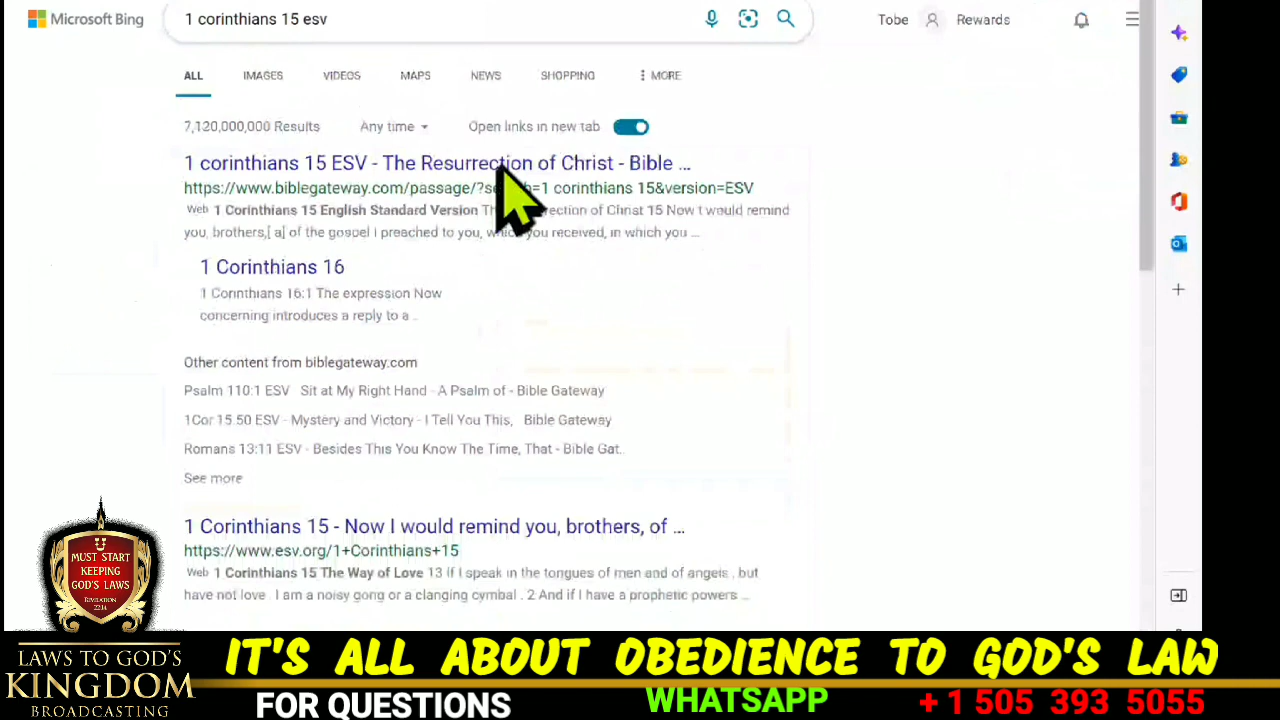 Microsoft Bing
1 corinthians 15 esv
Tobe
Rewards
ALL IMAGES VIDEOS MAPS NEWS SHOPPING MORE
7,120,000,000 Results Any time Open links in new tab
1 corinthians 15 ESV - The Resurrection of Christ - Bible ...
https://www.biblegateway.com/passage/?se h=1 corinthians 15&version=ESV
Web 1 Corinthians 15 English Standard Version Th rection of Christ 15 Now I would remind
you, brothers,[ a] of the gospel I preached to you, which you received, in which you ...
1 Corinthians 16
1 Corinthians 16:1 The expression Now
concerning introduces a reply to a ..
Other content from biblegateway.com
Psalm 110:1 ESV Sit at My Right Hand - A Psalm of - Bible Gateway
1Cor 15.50 ESV - Mystery and Victory - I Tell You This, Bible Gateway
Romans 13:11 ESV - Besides This You Know The Time, That - Bible Gat..
See more
1 Corinthians 15 - Now I would remind you, brothers, of ...
https://www.esv.org/1+Corinthians+15
Web 1 Corinthians 15 The Way of Love 13 If I speak in the tongues of men and of angels , but
have not love . I am a noisy gong or a clanging cymbal . 2 And if I have a prophetic powers ...
MUST START
KEEPING
GOD'S LAWS
REVELATION
22:14
LAWS TO GOD'S
KINGDOM
BROADCASTING
IT'S ALL ABOUT OBEDIENCE TO GOD'S LAW
FOR QUESTIONS WHATSAPP + 1 505 393 5055